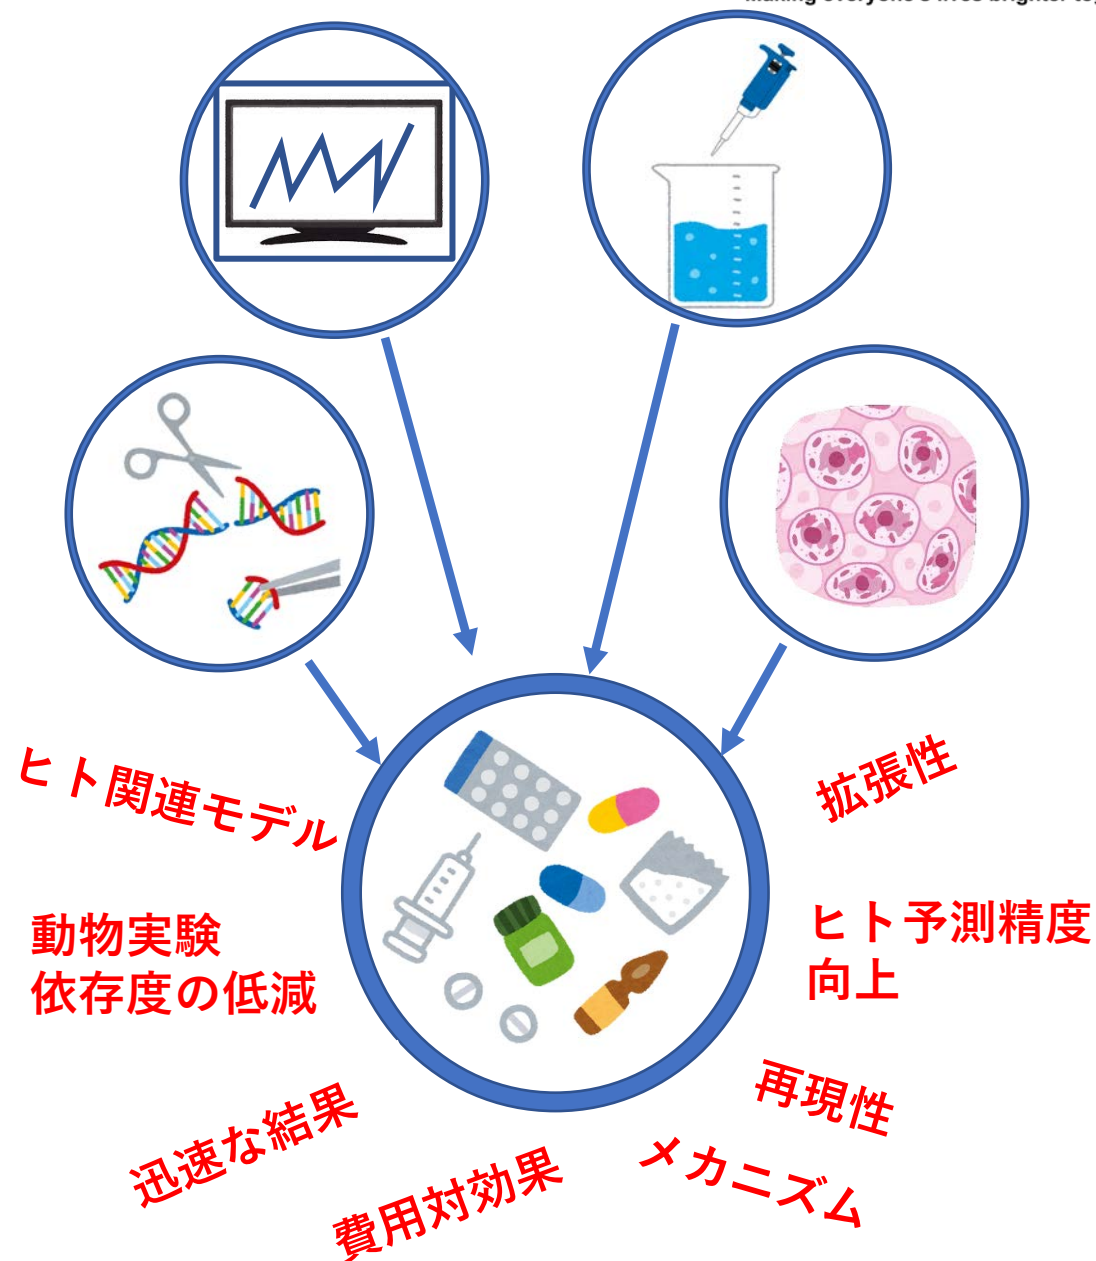 ヒト関連モデル
拡張性
動物実験
依存度の低減
ヒト予測精度
向上
迅速な結果
再現性
費用対効果
メカニズム